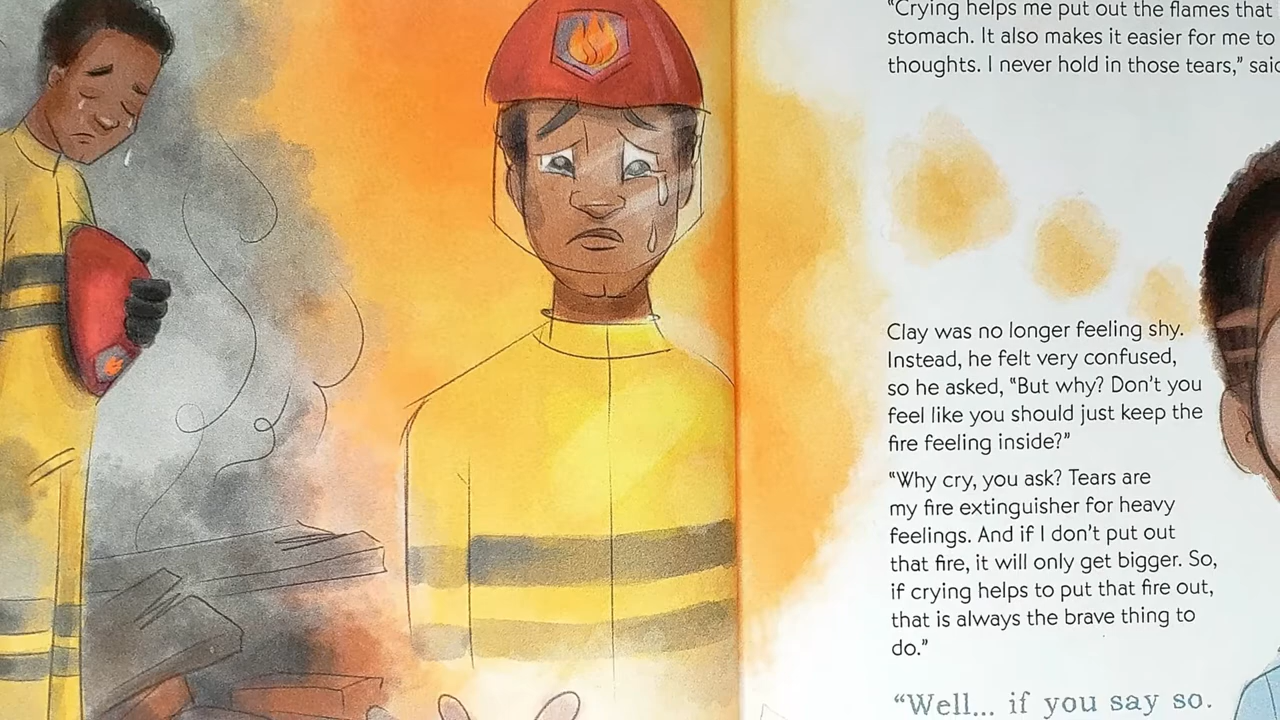 “Crying helps me put out the flames that
stomach. It also makes it easier for me to
thoughts. I never hold in those tears,” said
Clay was no longer feeling shy.
Instead, he felt very confused,
so he asked, “But why? Don’t you
feel like you should just keep the
fire feeling inside?”
“Why cry, you ask? Tears are
my fire extinguisher for heavy
feelings. And if I don’t put out
that fire, it will only get bigger. So,
if crying helps to put that fire out,
that is always the brave thing to
do.”
“Well... if you say so.